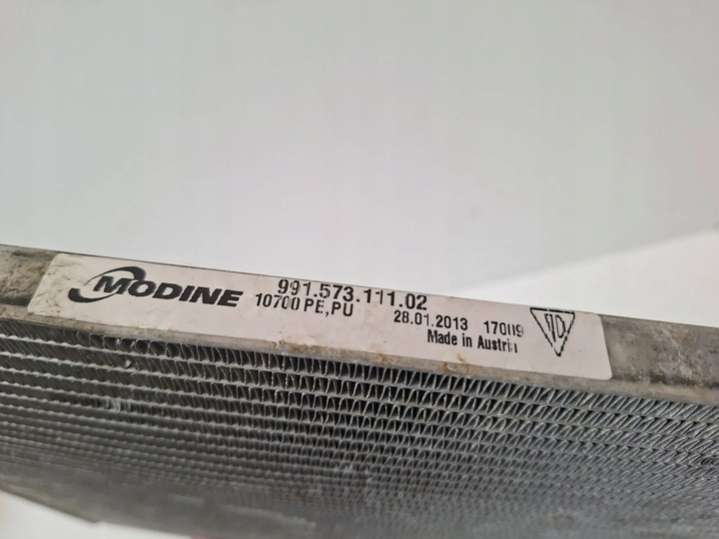 MODINE
991.573.111.02
10700 PE,PU
28.01.2013 17009
Made in Austria